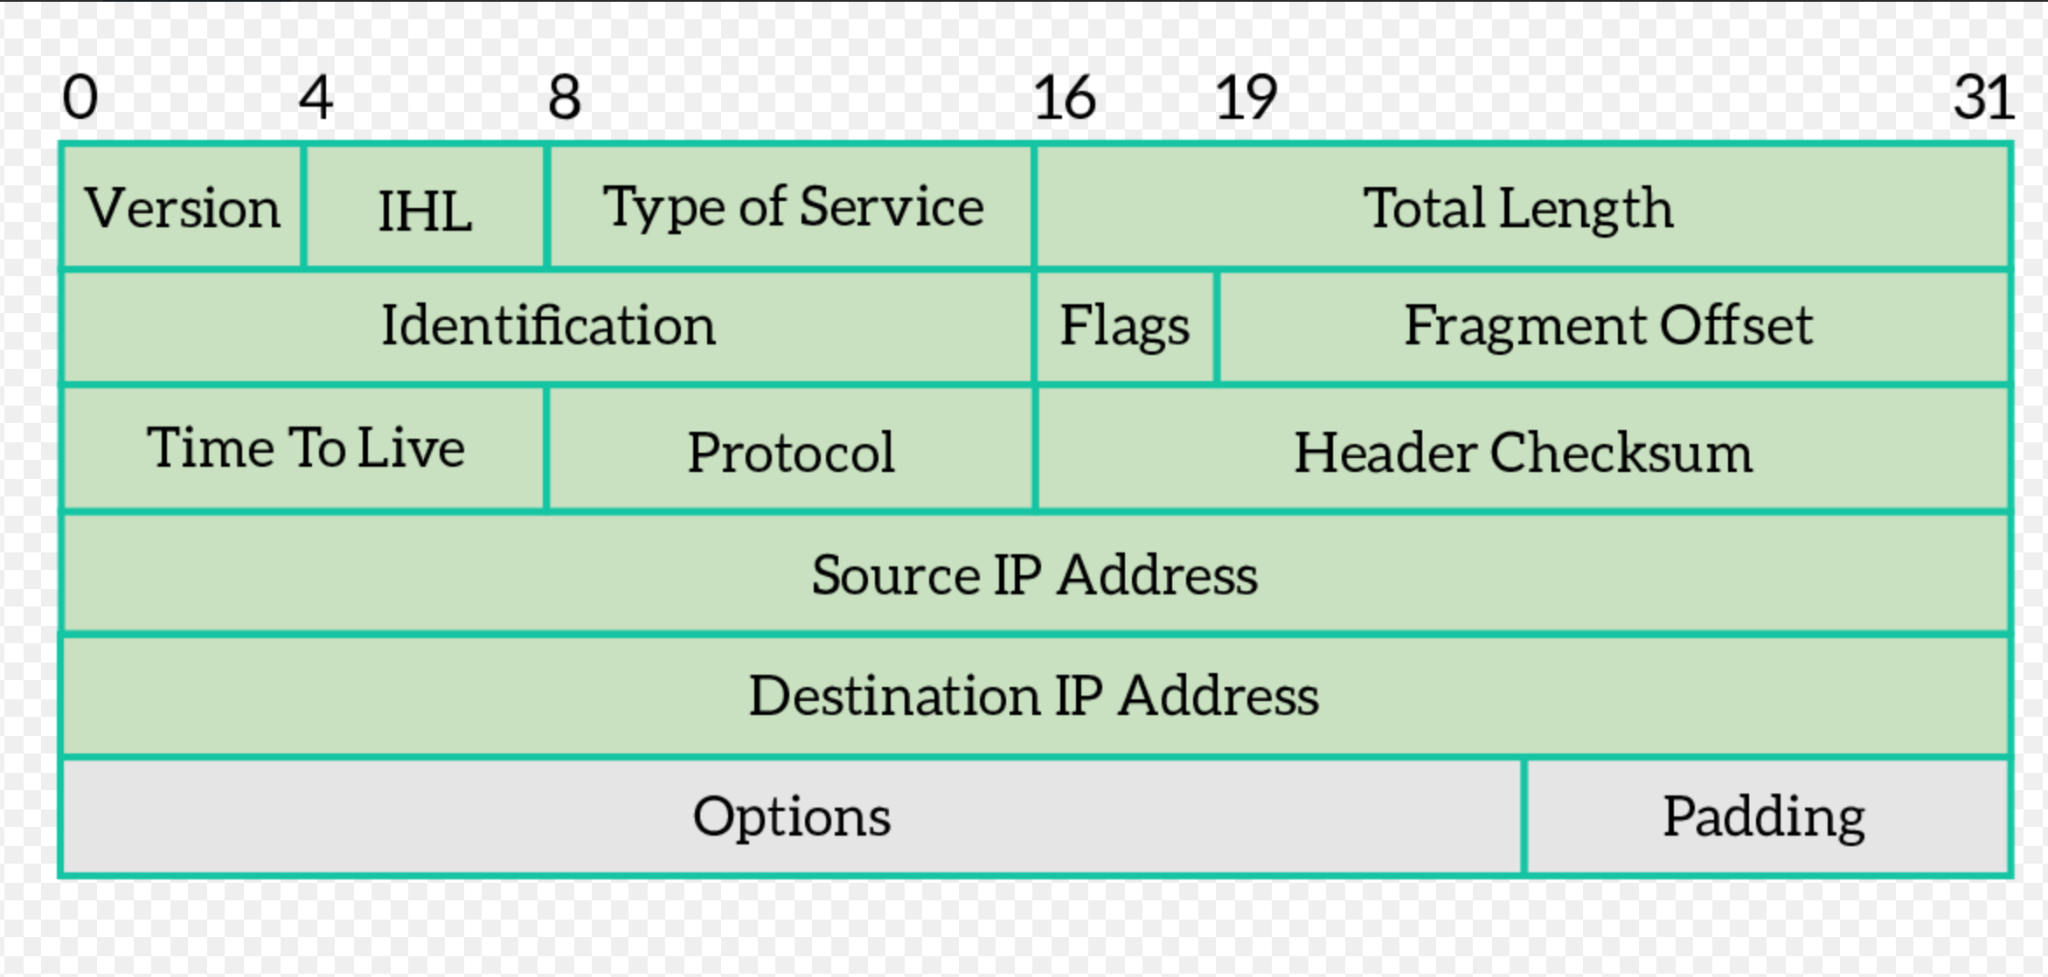 0 4 8 16 19 31
Version IHL Type of Service Total Length
Identification Flags Fragment Offset
Time To Live Protocol Header Checksum
Source IP Address
Destination IP Address
Options Padding